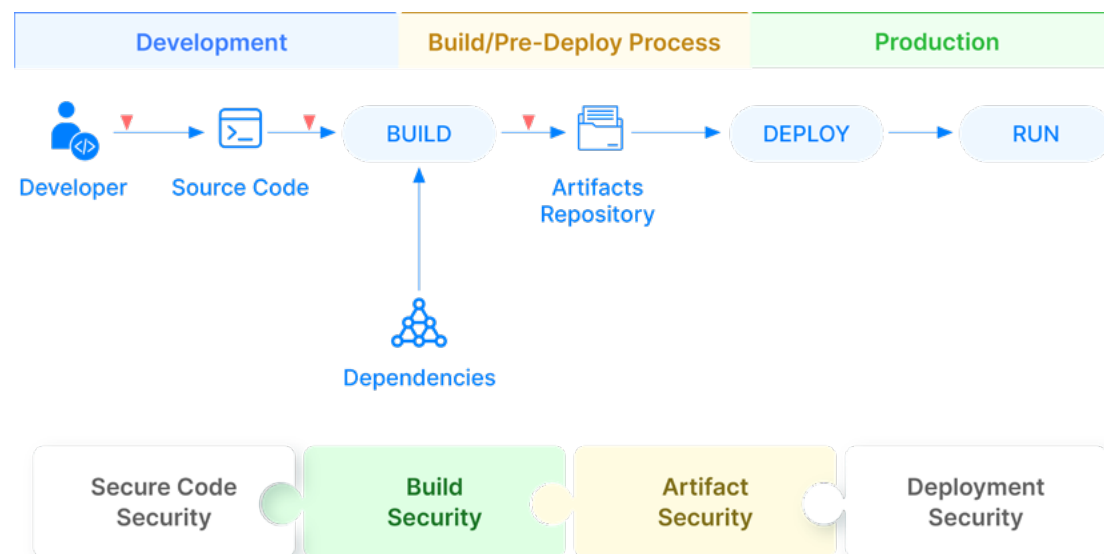 Development
Build/Pre-Deploy Process
Production
BUILD
DEPLOY
RUN
Developer
Source Code
Artifacts
Repository
Dependencies
Secure Code
Security
Build
Security
Artifact
Security
Deployment
Security